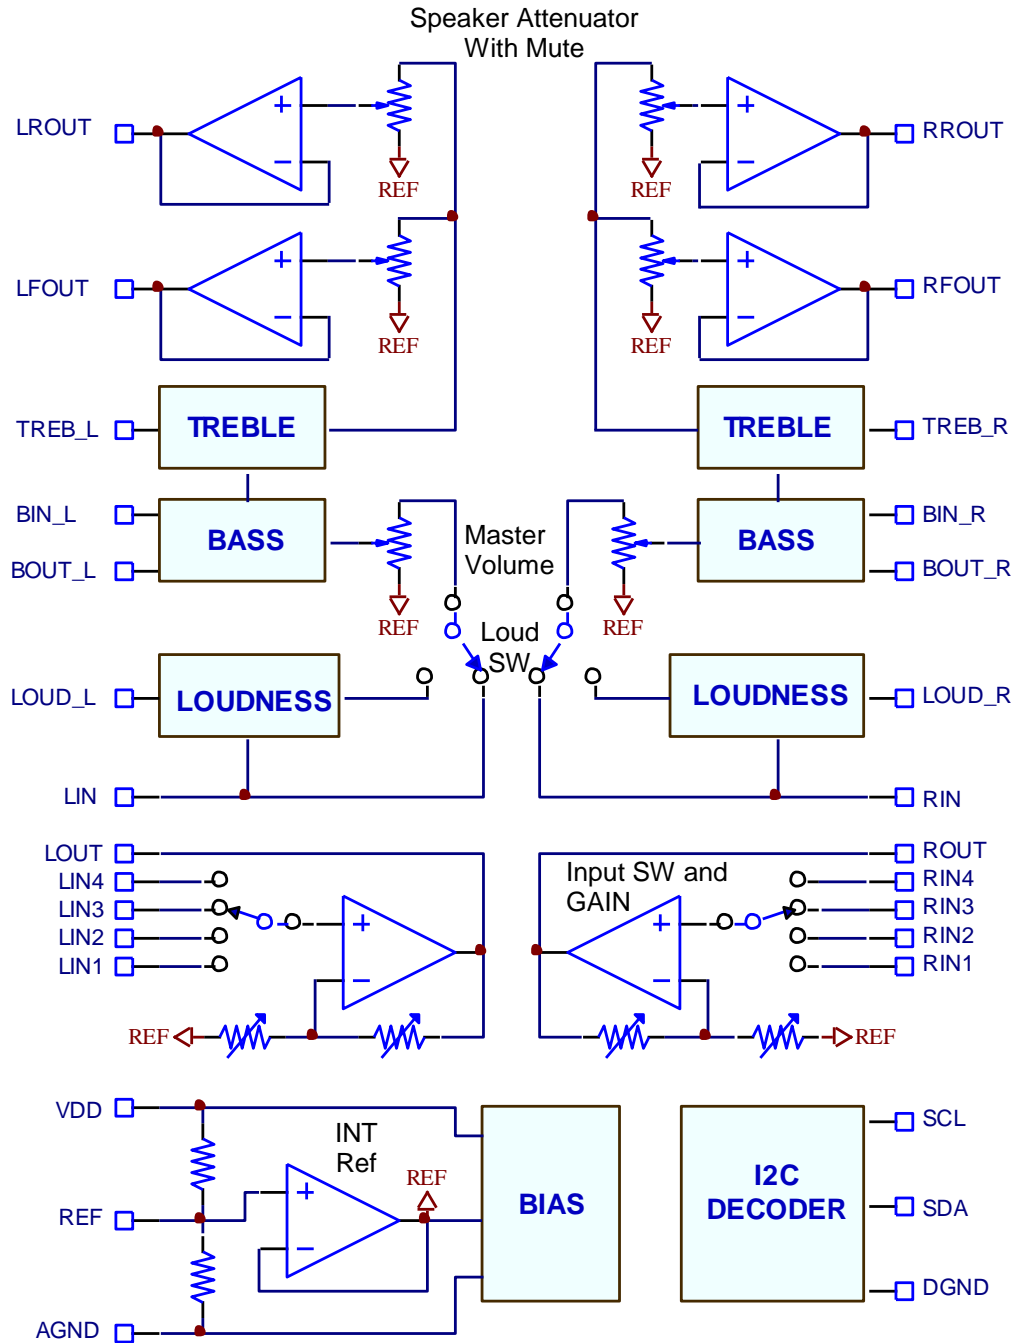 Speaker Attenuator
With Mute
LROUT
+
−
REF
REF
+
−
RROUT
LFOUT
+
−
REF
REF
+
−
RFOUT
TREB_L
TREBLE
TREBLE
TREB_R
BIN_L
BOUT_L
BASS
REF
Master
Volume
REF
BASS
BIN_R
BOUT_R
Loud
SW
LOUD_L
LOUDNESS
LOUDNESS
LOUD_R
LIN
RIN
LOUT
LIN4
LIN3
LIN2
LIN1
+
−
REF
Input SW and
GAIN
+
−
REF
ROUT
RIN4
RIN3
RIN2
RIN1
VDD
REF
AGND
INT
Ref
+
−
REF
BIAS
I2C
DECODER
SCL
SDA
DGND